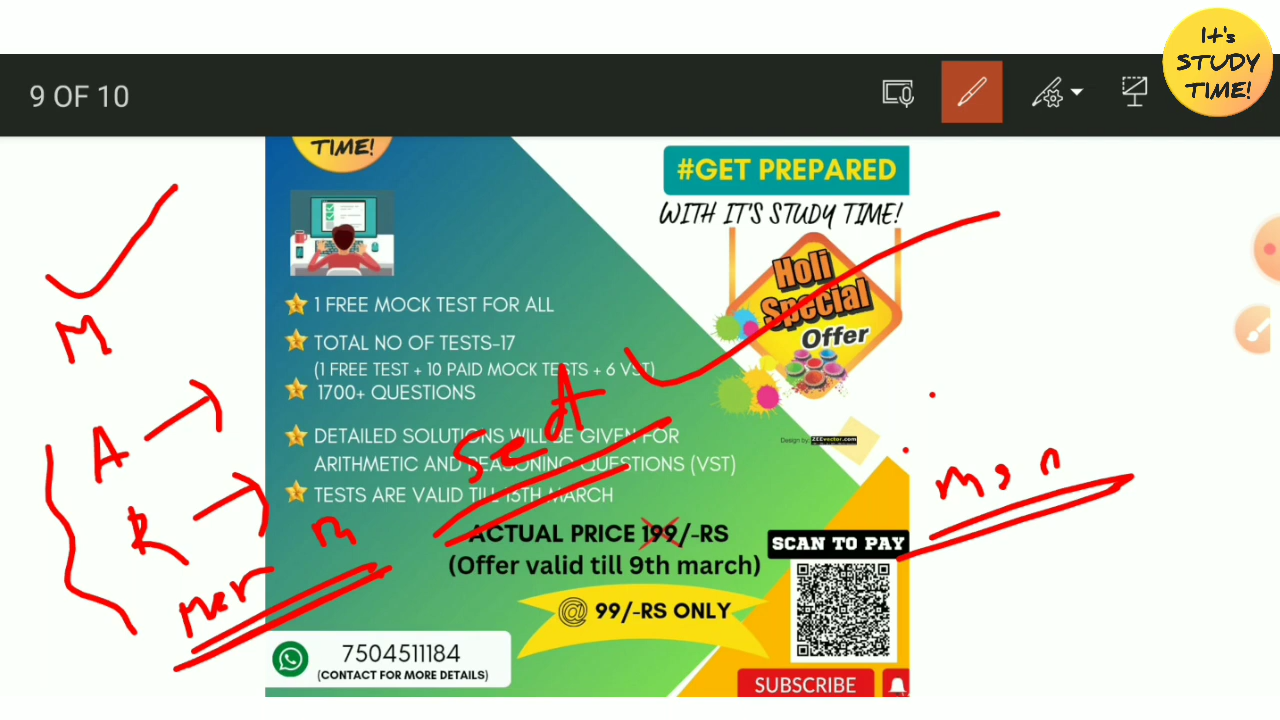 It's
STUDY
TIME!
9 OF 10
TIME!
#GET PREPARED
WITH IT'S STUDY TIME!
Holi
Special
Offer
1 FREE MOCK TEST FOR ALL
TOTAL NO OF TESTS-17
(1 FREE TEST + 10 PAID MOCK TESTS + 6 VST)
1700+ QUESTIONS
DETAILED SOLUTIONS WILL BE GIVEN FOR
ARITHMETIC AND REASONING QUESTIONS (VST)
TESTS ARE VALID TILL 15TH MARCH
Design by: ZEEvector.com
M
A
R
ACTUAL PRICE 199/-RS
(Offer valid till 9th march)
@ 99/-RS ONLY
SCAN TO PAY
7504511184
(CONTACT FOR MORE DETAILS)
SUBSCRIBE